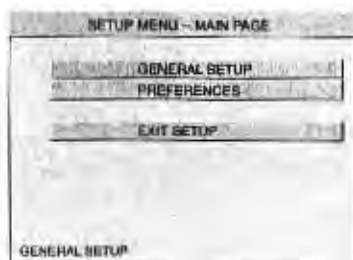 SETUP MENU -- MAIN PAGE
GENERAL SETUP
PREFERENCES
EXIT SETUP
GENERAL SETUP